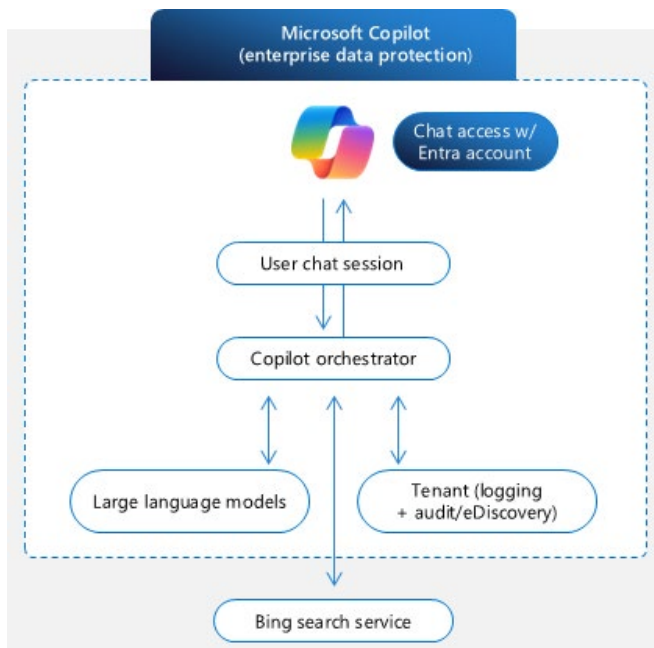 Microsoft Copilot
(enterprise data protection)
Chat access w/
Entra account
User chat session
Copilot orchestrator
Large language models
Tenant (logging
+ audit/eDiscovery)
Bing search service